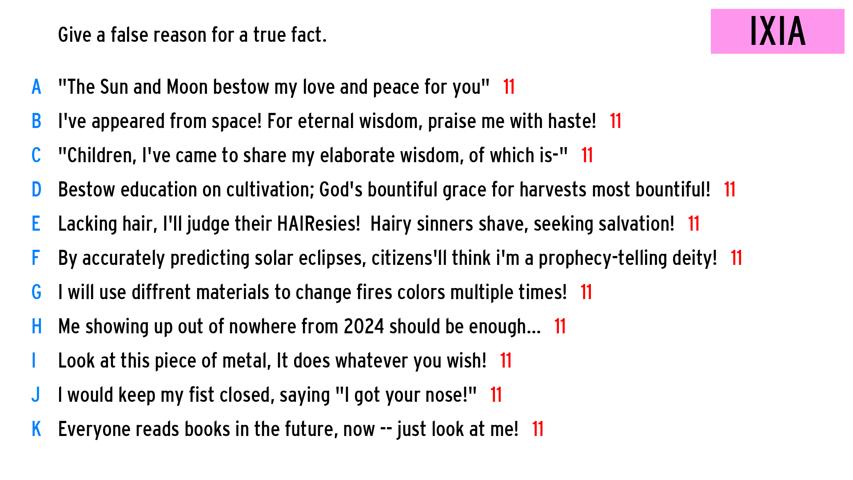 Give a false reason for a true fact.
IXIA
A "The Sun and Moon bestow my love and peace for you" 11
B I've appeared from space! For eternal wisdom, praise me with haste! 11
C "Children, I've came to share my elaborate wisdom, of which is-" 11
D Bestow education on cultivation; God's bountiful grace for harvests most bountiful! 11
E Lacking hair, I'll judge their HAIResies!  Hairy sinners shave, seeking salvation! 11
F By accurately predicting solar eclipses, citizens'll think i'm a prophecy-telling deity! 11
G I will use diffrent materials to change fires colors multiple times! 11
H Me showing up out of nowhere from 2024 should be enough... 11
I Look at this piece of metal, It does whatever you wish! 11
J I would keep my fist closed, saying "I got your nose!" 11
K Everyone reads books in the future, now -- just look at me! 11